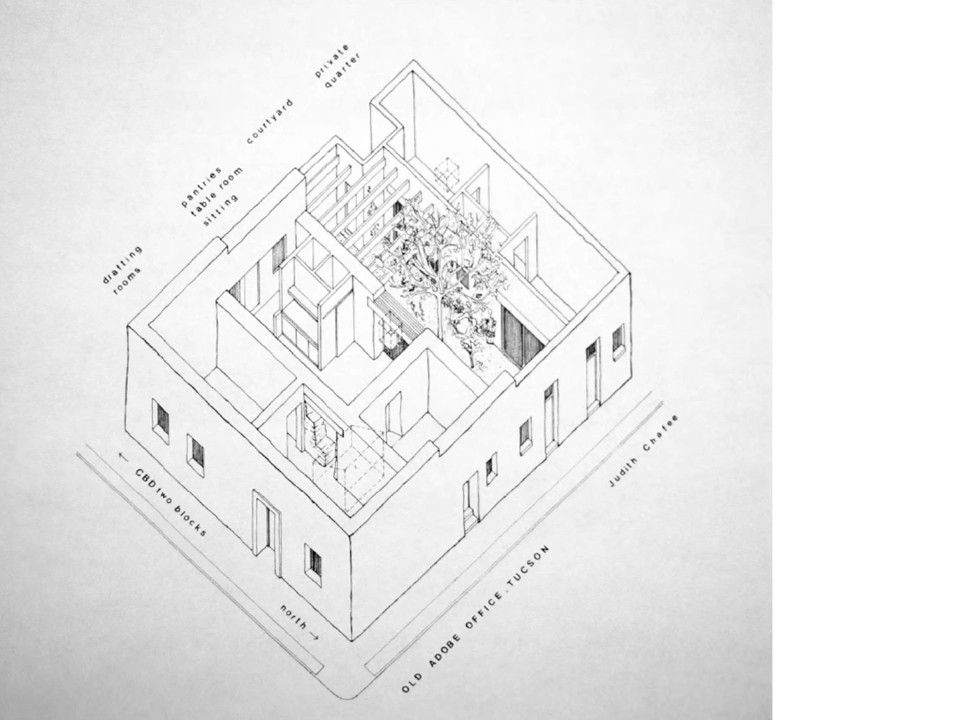 private
quarter
courtyard
pantries
table room
sitting
drafting
rooms
← CBD two blocks
north →
OLD ADOBE OFFICE, TUCSON
Judith Chafee